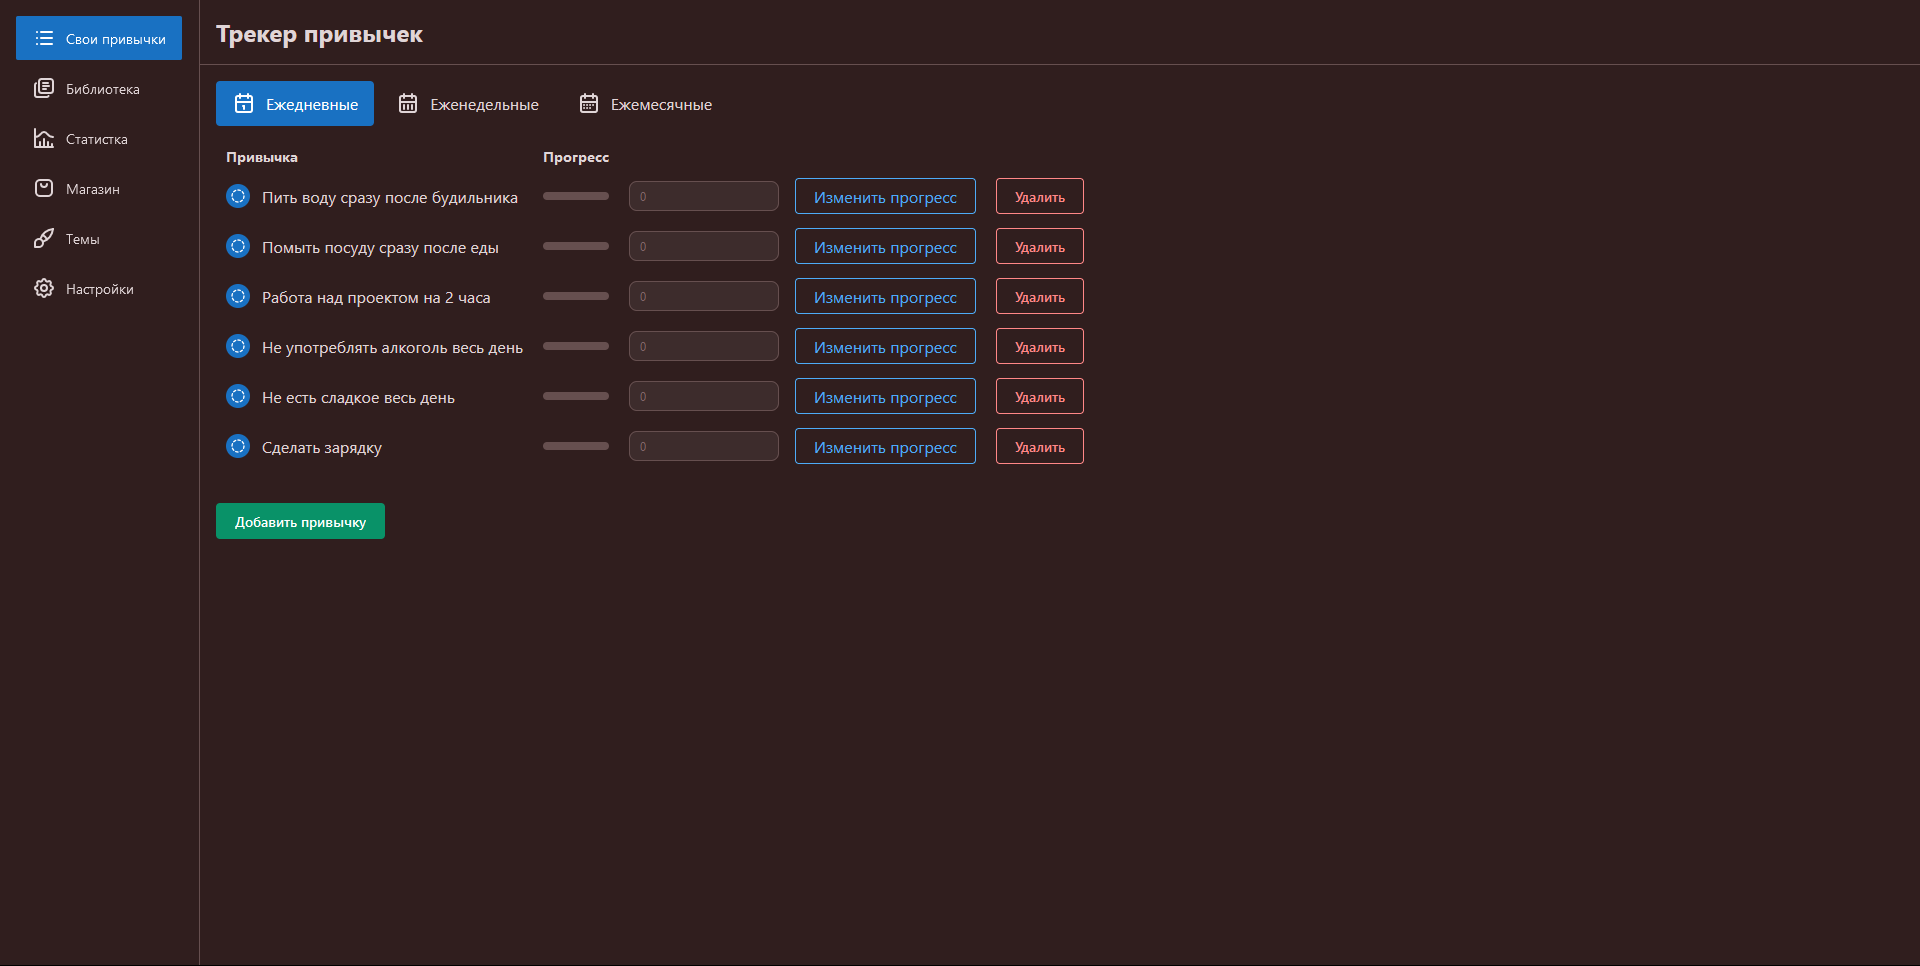 Свои привычки
Библиотека
Статистка
Магазин
Темы
Настройки
Трекер привычек
Ежедневные Еженедельные Ежемесячные
Привычка Прогресс
Пить воду сразу после будильника 0 Изменить прогресс Удалить
Помыть посуду сразу после еды 0 Изменить прогресс Удалить
Работа над проектом на 2 часа 0 Изменить прогресс Удалить
Не употреблять алкоголь весь день 0 Изменить прогресс Удалить
Не есть сладкое весь день 0 Изменить прогресс Удалить
Сделать зарядку 0 Изменить прогресс Удалить
Добавить привычку